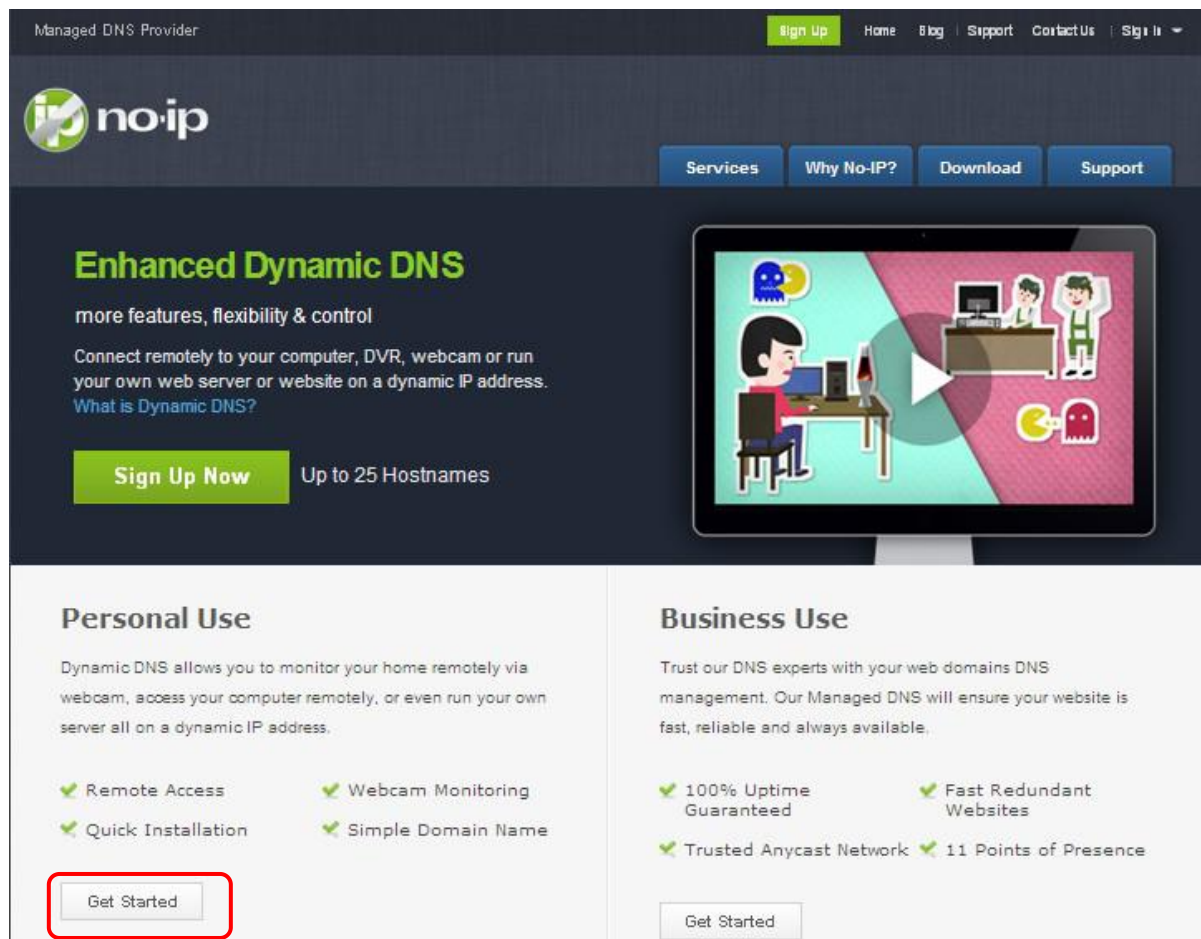 Managed DNS Provider
Sign Up
Home
Blog
Support
Contact Us
Sign In
ip
no·ip
Services
Why No-IP?
Download
Support
Enhanced Dynamic DNS
more features, flexibility & control
Connect remotely to your computer, DVR, webcam or run
your own web server or website on a dynamic IP address.
What is Dynamic DNS?
Sign Up Now
Up to 25 Hostnames
Personal Use
Dynamic DNS allows you to monitor your home remotely via
webcam, access your computer remotely, or even run your own
server all on a dynamic IP address.
Remote Access
Webcam Monitoring
Quick Installation
Simple Domain Name
Get Started
Business Use
Trust our DNS experts with your web domains DNS
management. Our Managed DNS will ensure your website is
fast, reliable and always available.
100% Uptime
Guaranteed
Fast Redundant
Websites
Trusted Anycast Network
11 Points of Presence
Get Started